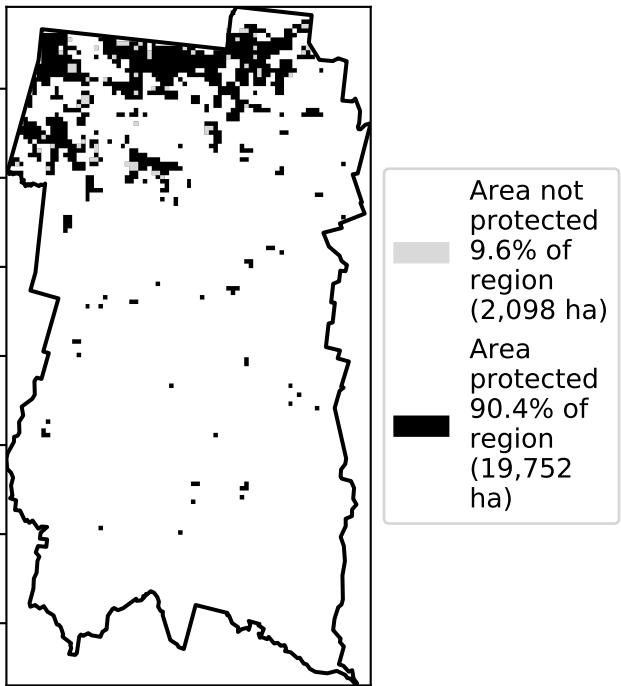 Area not
protected
9.6% of
region
(2,098 ha)
Area
protected
90.4% of
region
(19,752
ha)